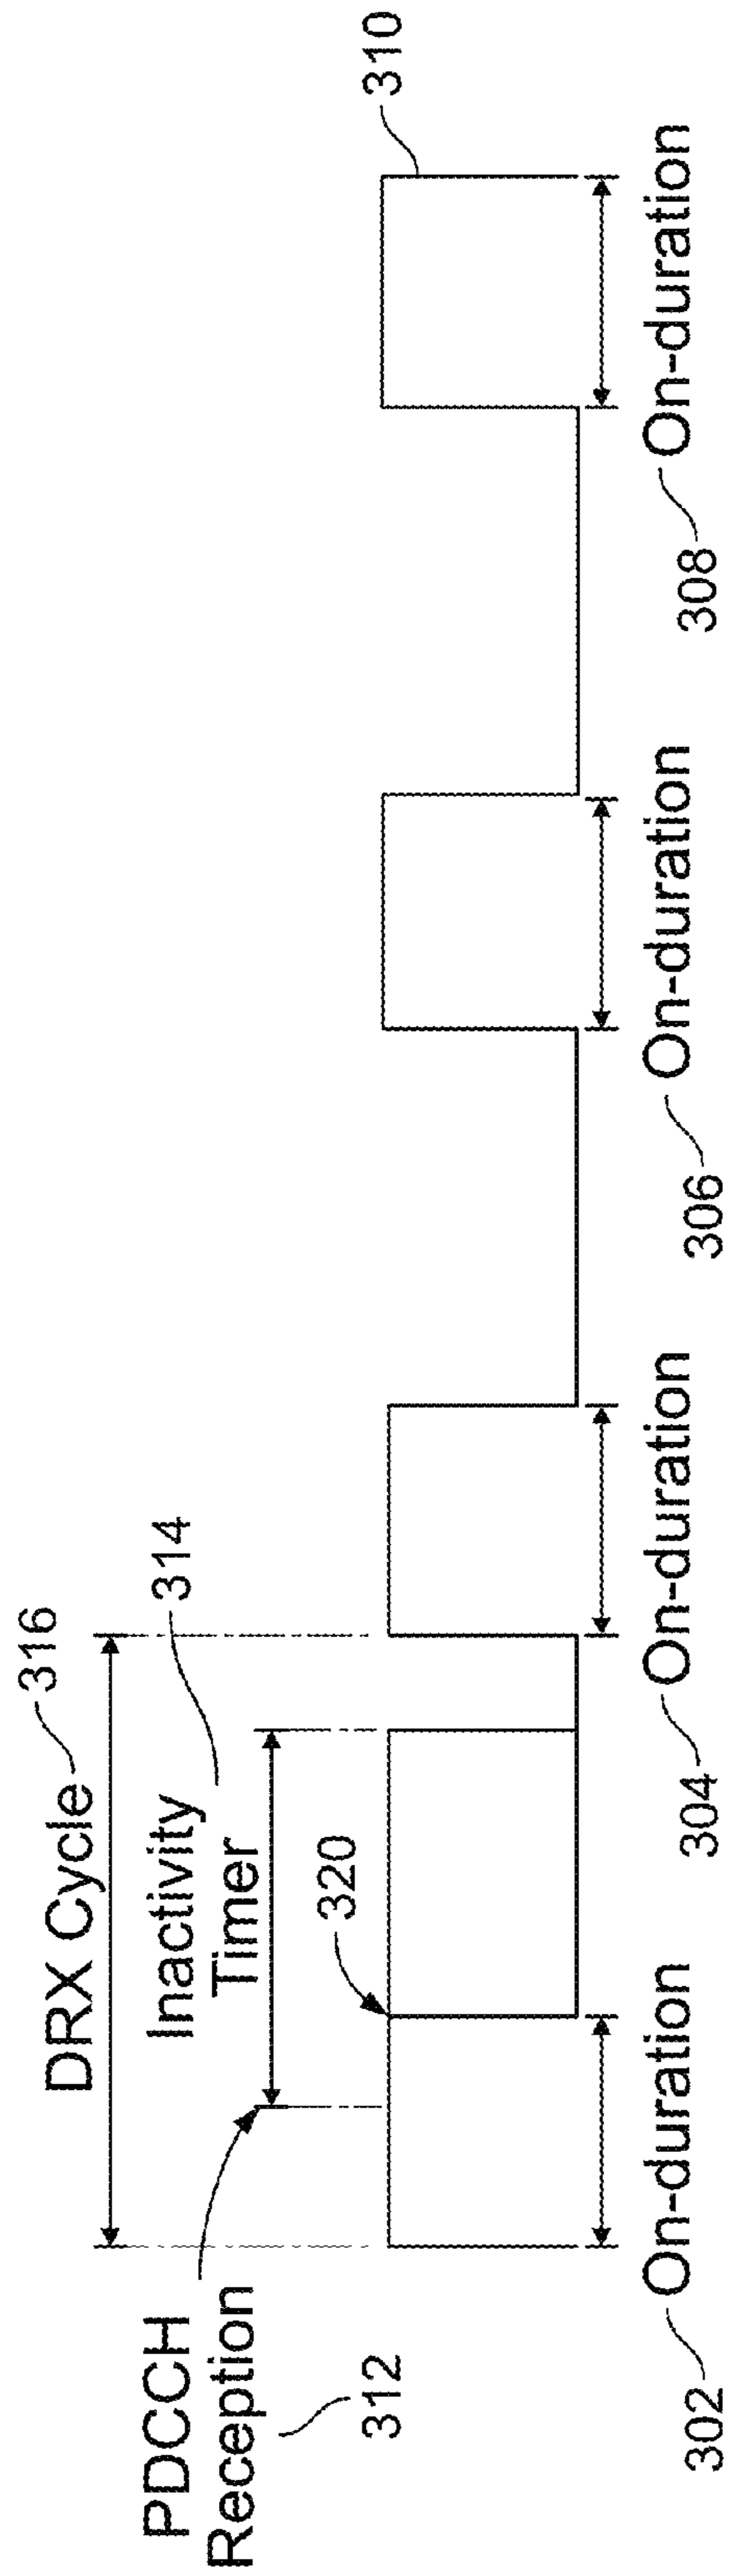 DRX Cycle
316
Inactivity
Timer
314
PDCCH
Reception
312
320
310
On-duration
302
On-duration
304
On-duration
306
On-duration
308